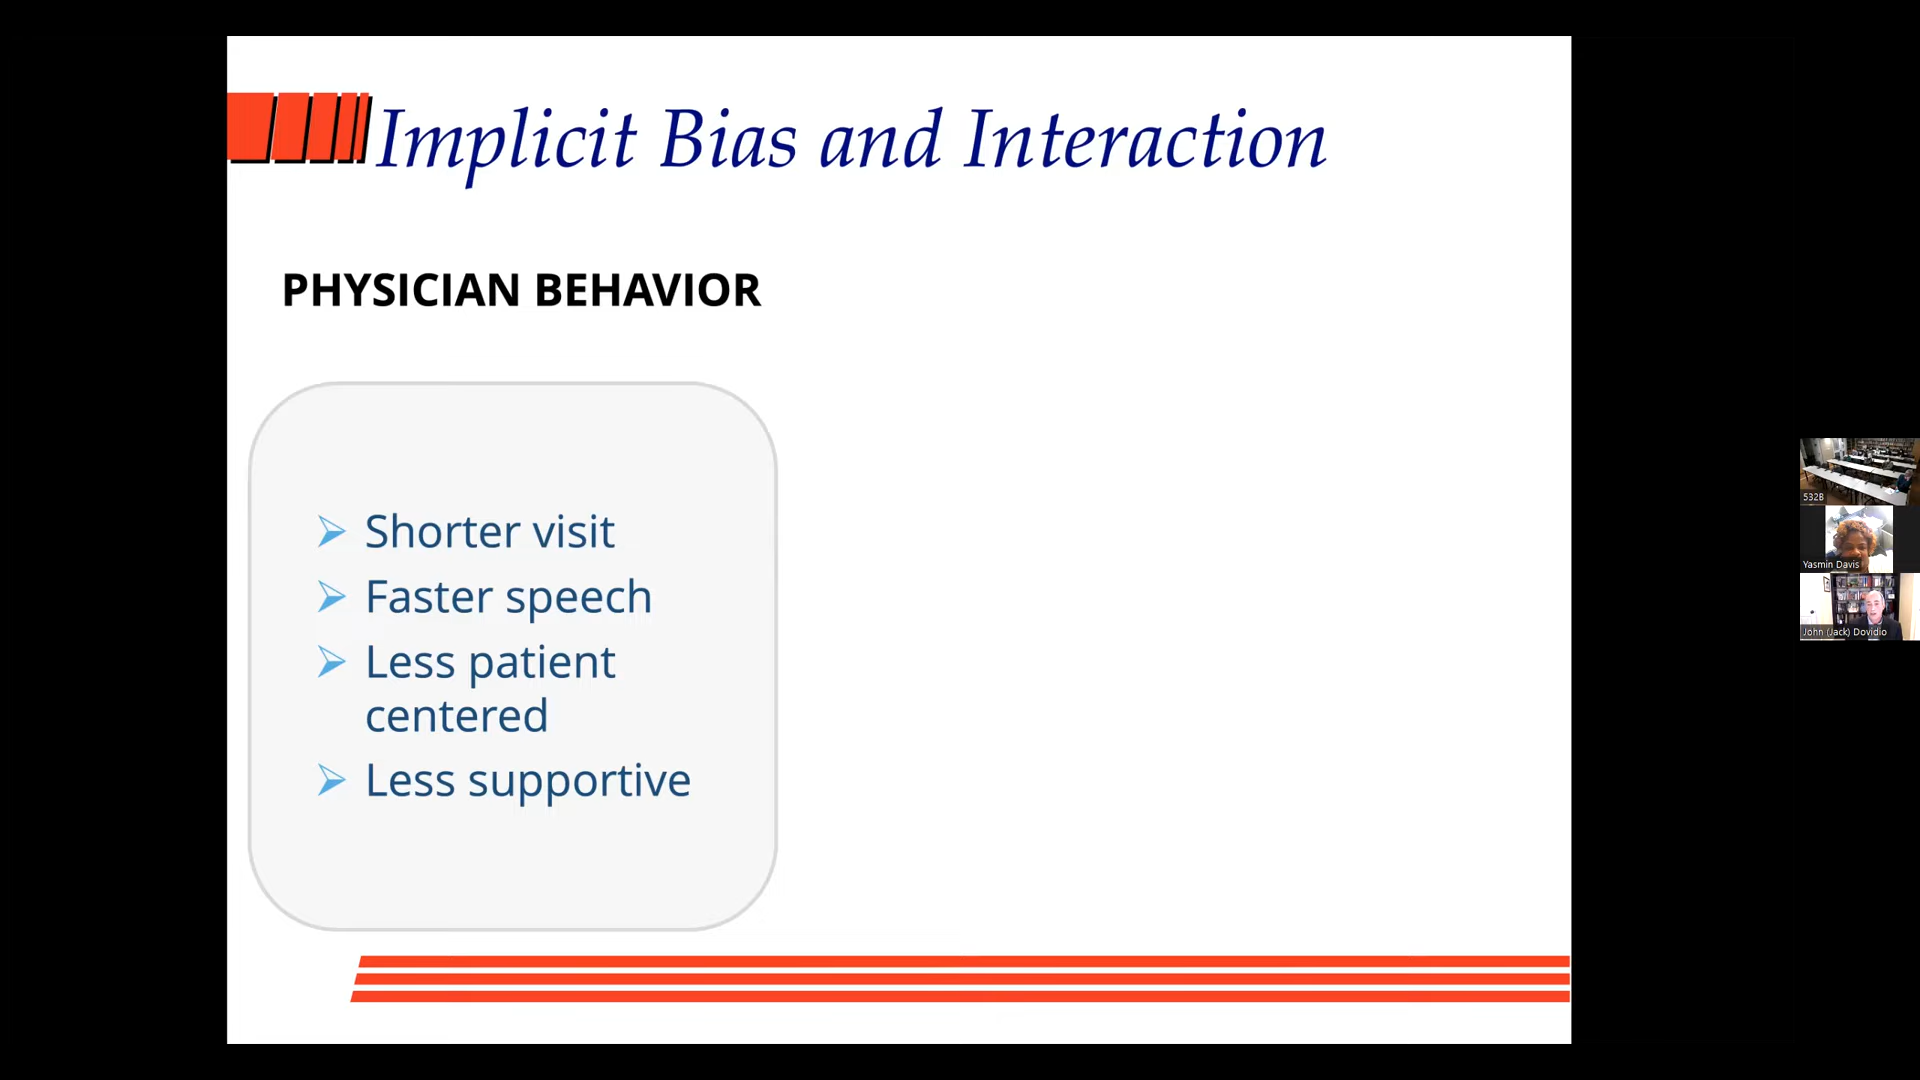 Implicit Bias and Interaction
PHYSICIAN BEHAVIOR
➢ Shorter visit
➢ Faster speech
➢ Less patient
centered
➢ Less supportive
532B
Yasmin Davis
John (Jack) Dovidio